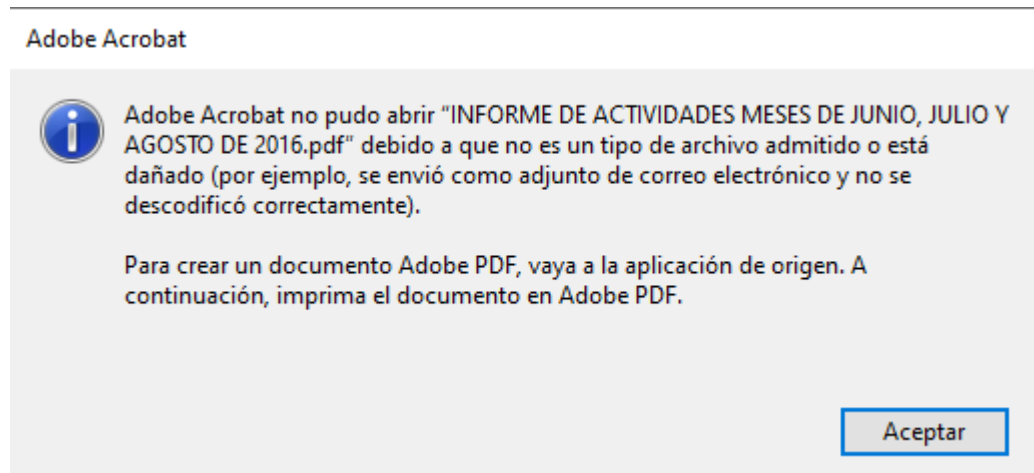 Adobe Acrobat
Adobe Acrobat no pudo abrir “INFORME DE ACTIVIDADES MESES DE JUNIO, JULIO Y
AGOSTO DE 2016.pdf” debido a que no es un tipo de archivo admitido o está
dañado (por ejemplo, se envió como adjunto de correo electrónico y no se
descodificó correctamente).
Para crear un documento Adobe PDF, vaya a la aplicación de origen. A
continuación, imprima el documento en Adobe PDF.
Aceptar